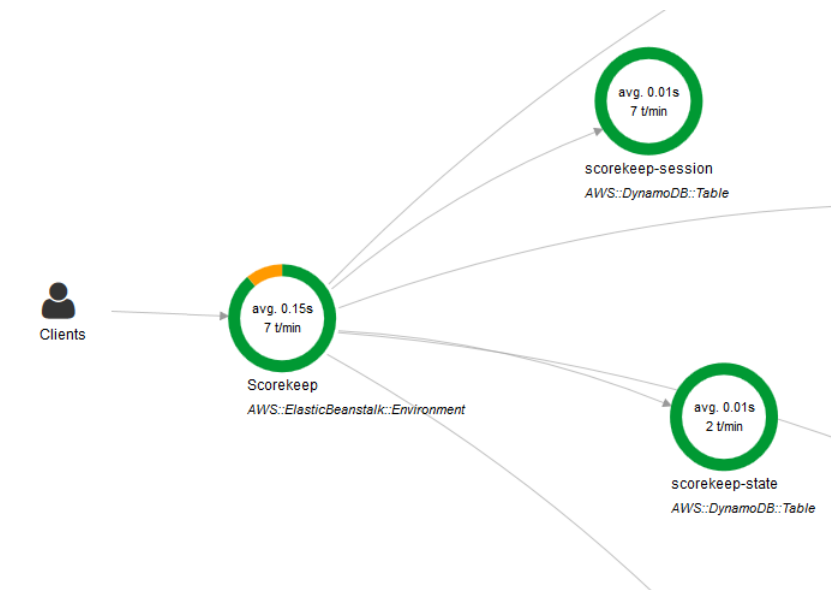 avg. 0.01s
7 t/min
scorekeep-session
AWS::DynamoDB::Table
Clients
avg. 0.15s
7 t/min
Scorekeep
AWS::ElasticBeanstalk::Environment
avg. 0.01s
2 t/min
scorekeep-state
AWS::DynamoDB::Table